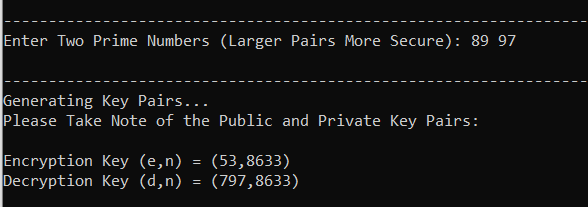 ------------------------------------------------------------------
Enter Two Prime Numbers (Larger Pairs More Secure): 89 97
------------------------------------------------------------------
Generating Key Pairs...
Please Take Note of the Public and Private Key Pairs:
Encryption Key (e,n) = (53,8633)
Decryption Key (d,n) = (797,8633)